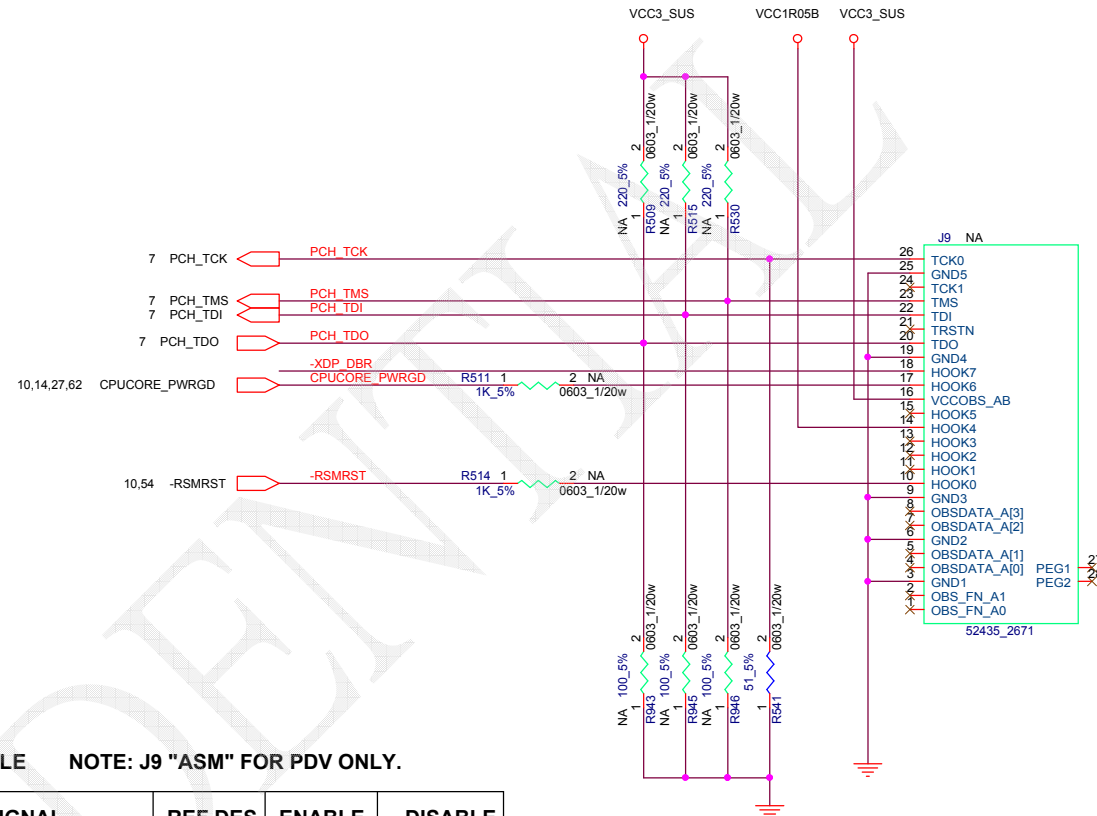 VCC3_SUS VCC1R05B VCC3_SUS
0603_1/20w 0603_1/20w 0603_1/20w
2 2 2
NA 220_5% NA 220_5% NA 220_5%
1 1 1
R509 R515 R530
J9 NA
7 PCH_TCK PCH_TCK 26 TCK0
25 GND5
24 TCK1
7 PCH_TMS PCH_TMS 23 TMS
7 PCH_TDI PCH_TDI 22 TDI
21 TRSTN
7 PCH_TDO PCH_TDO 20 TDO
19 GND4
-XDP_DBR 18 HOOK7
10,14,27,62 CPUCORE_PWRGD CPUCORE_PWRGD R511 1 2 NA 17 HOOK6
1K_5% 0603_1/20w
16 VCCOBS_AB
15 HOOK5
14 HOOK4
13 HOOK3
12 HOOK2
11 HOOK1
10,54 -RSMRST -RSMRST R514 1 2 NA 10 HOOK0
1K_5% 0603_1/20w
9 GND3
8 OBSDATA_A[3]
7 OBSDATA_A[2]
6 GND2
5 OBSDATA_A[1]
4 OBSDATA_A[0] PEG1
3 GND1 PEG2
2 OBS_FN_A1
1 OBS_FN_A0
52435_2671
0603_1/20w 0603_1/20w 0603_1/20w 0603_1/20w
2 2 2 2
NA 100_5% NA 100_5% NA 100_5% 51_5%
1 1 1 1
R943 R945 R946 R541
LE NOTE: J9 "ASM" FOR PDV ONLY.
IGNAL REF DES ENABLE DISABLE
DENTIAL